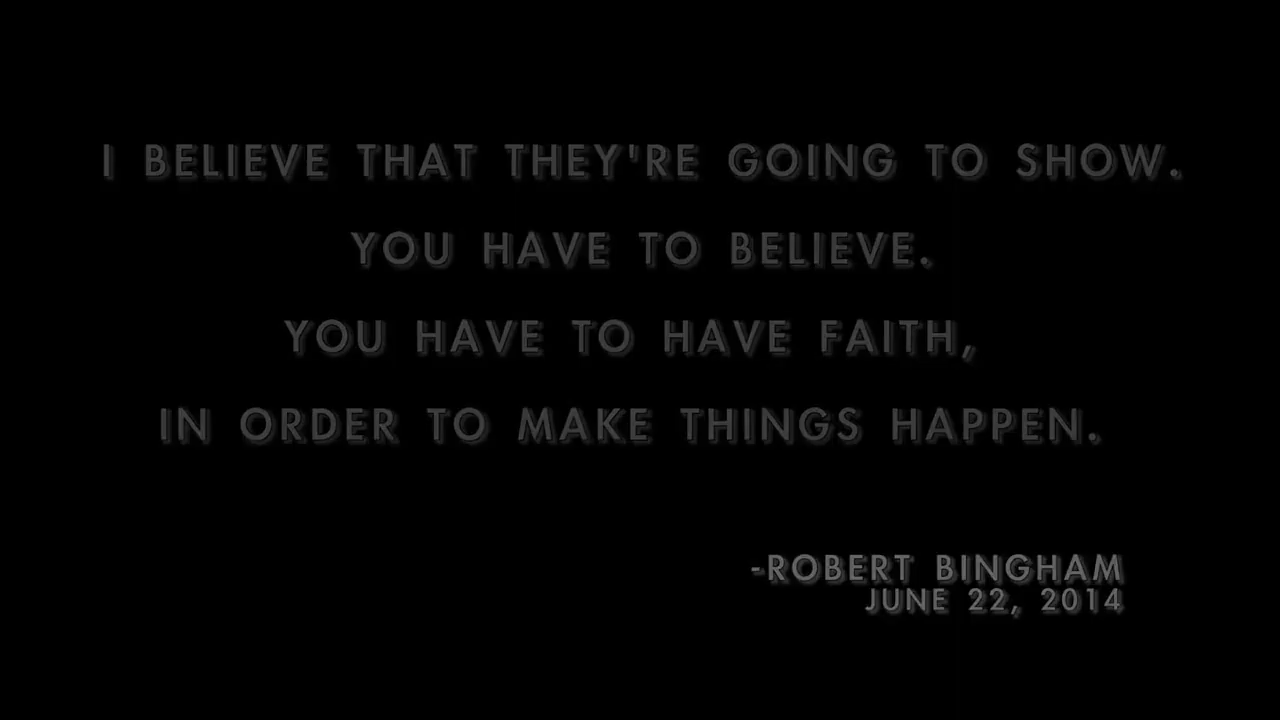 I BELIEVE THAT THEY'RE GOING TO SHOW.
YOU HAVE TO BELIEVE.
YOU HAVE TO HAVE FAITH,
IN ORDER TO MAKE THINGS HAPPEN.
-ROBERT BINGHAM
JUNE 22, 2014